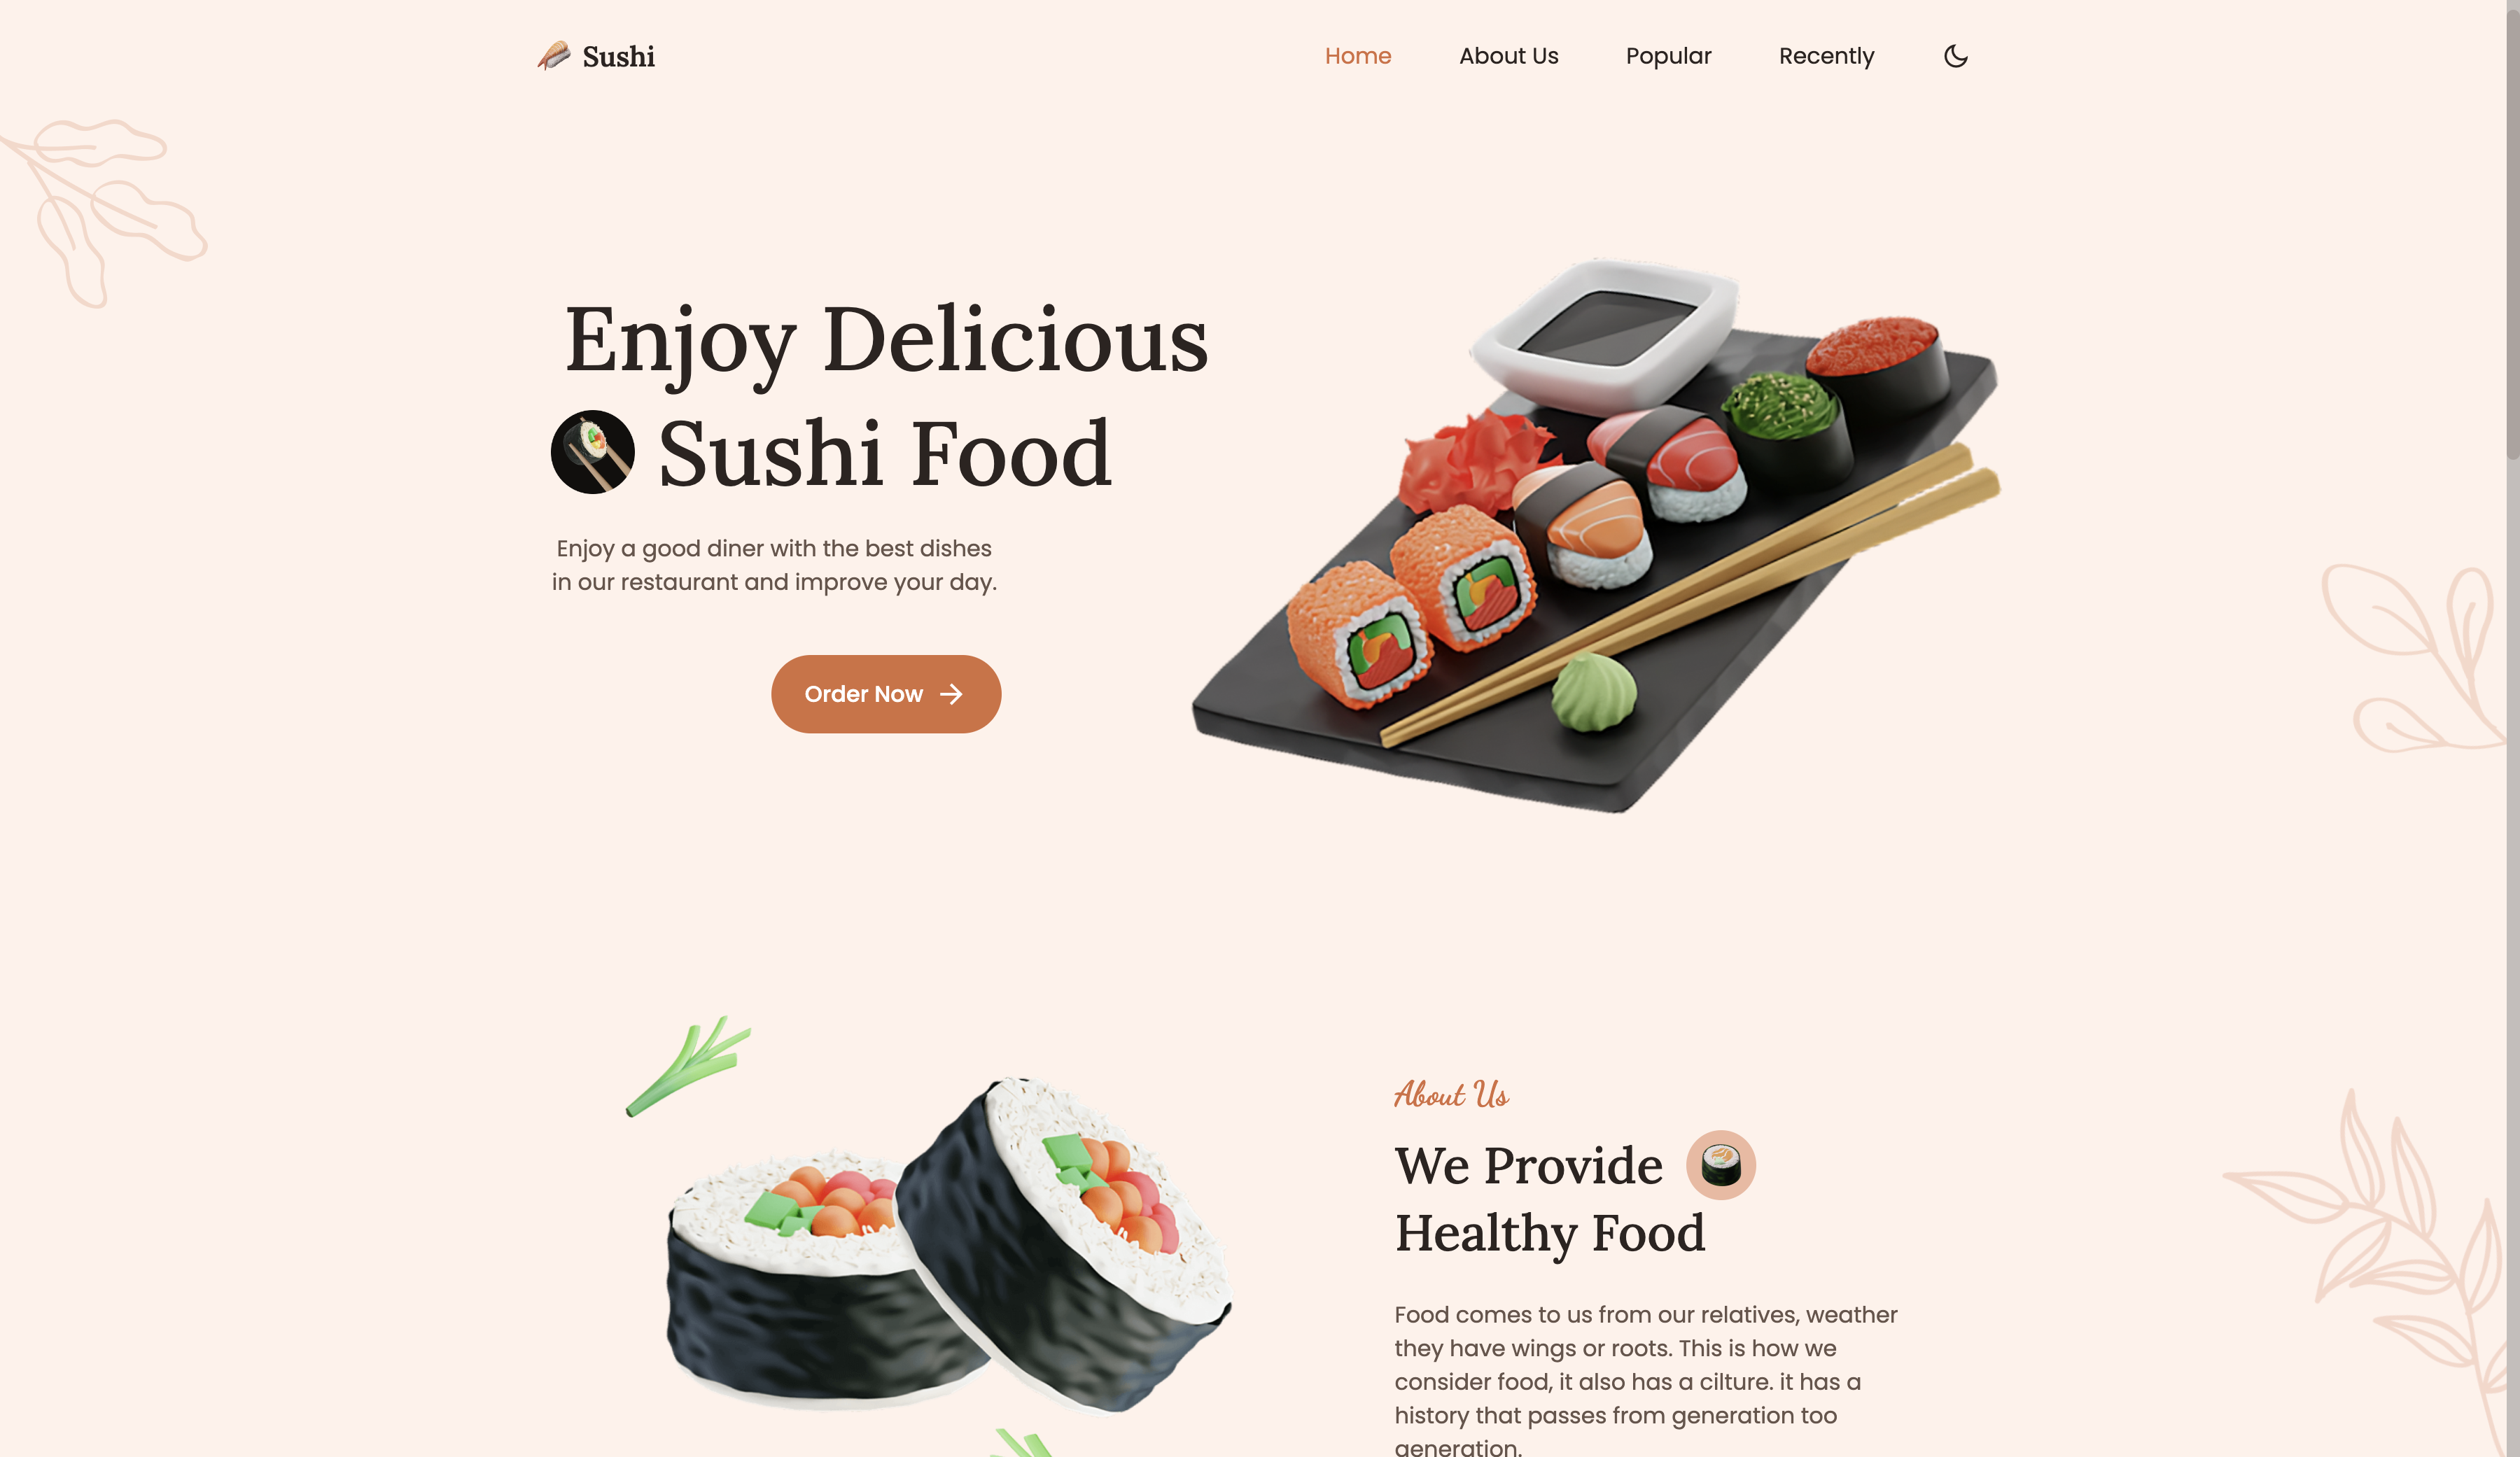 Sushi
Home
About Us
Popular
Recently
Enjoy Delicious
Sushi Food
Enjoy a good diner with the best dishes
in our restaurant and improve your day.
Order Now
About Us
We Provide
Healthy Food
Food comes to us from our relatives, weather
they have wings or roots. This is how we
consider food, it also has a cilture. it has a
history that passes from generation too
generation.